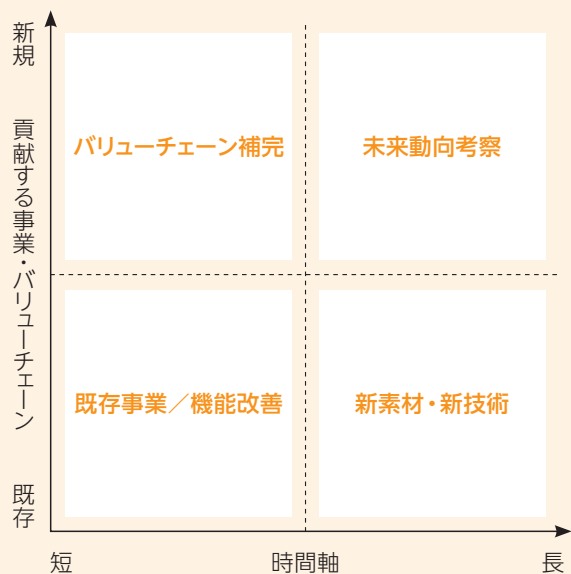 新規
貢献する事業・バリューチェーン
既存
バリューチェーン補完
未来動向考察
既存事業／機能改善
新素材・新技術
短
時間軸
長